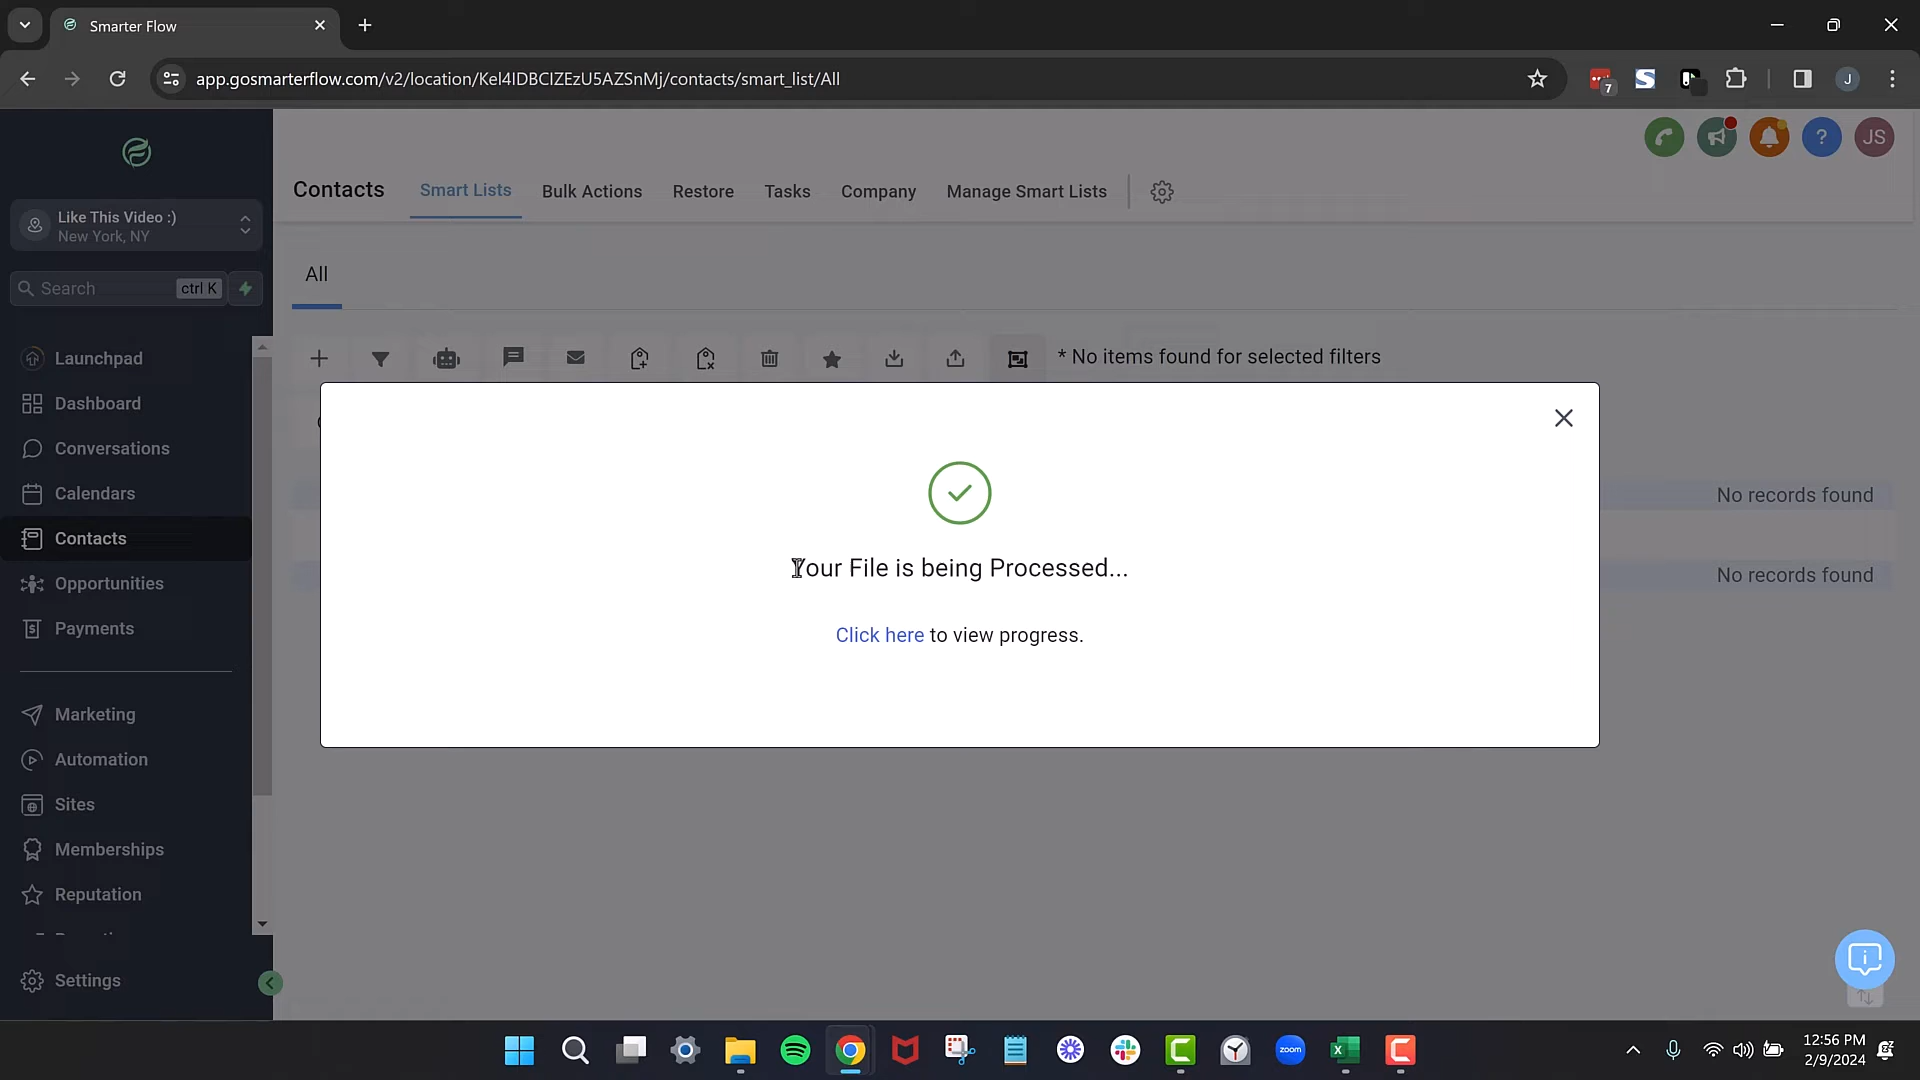 Smarter Flow
app.gosmarterflow.com/v2/location/Kel4IDBCIZEzU5AZSnMj/contacts/smart_list/All
7
J
Like This Video :)
New York, NY
Search
ctrl K
Launchpad
Dashboard
Conversations
Calendars
Contacts
Opportunities
Payments
Marketing
Automation
Sites
Memberships
Reputation
Settings
JS
Contacts
Smart Lists
Bulk Actions
Restore
Tasks
Company
Manage Smart Lists
All
* No items found for selected filters
No records found
No records found
Your File is being Processed...
Click here to view progress.
zoom
12:56 PM
2/9/2024